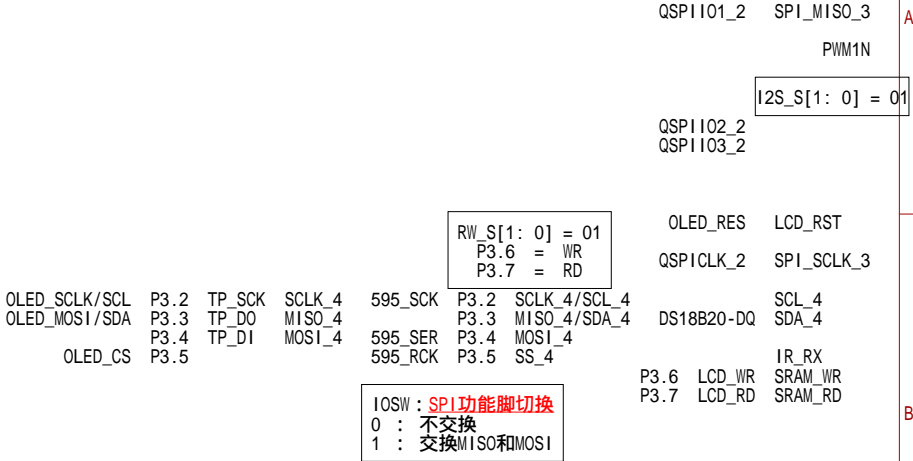 QSPIIO1_2 SPI_MISO_3
A
PWM1N
I2S_S[1: 0] = 01
QSPIIO2_2
QSPIIO3_2
OLED_RES LCD_RST
RW_S[1: 0] = 01
P3.6 = WR
P3.7 = RD
QSPICLK_2 SPI_SCLK_3
OLED_SCLK/SCL P3.2 TP_SCK SCLK_4 595_SCK P3.2 SCLK_4/SCL_4 SCL_4
OLED_MOSI/SDA P3.3 TP_DO MISO_4 P3.3 MISO_4/SDA_4 DS18B20-DQ SDA_4
P3.4 TP_DI MOSI_4 595_SER P3.4 MOSI_4
OLED_CS P3.5 595_RCK P3.5 SS_4 IR_RX
P3.6 LCD_WR SRAM_WR
P3.7 LCD_RD SRAM_RD
IOSW：SPI功能脚切换
0 ： 不交换
1 ： 交换MISO和MOSI
B